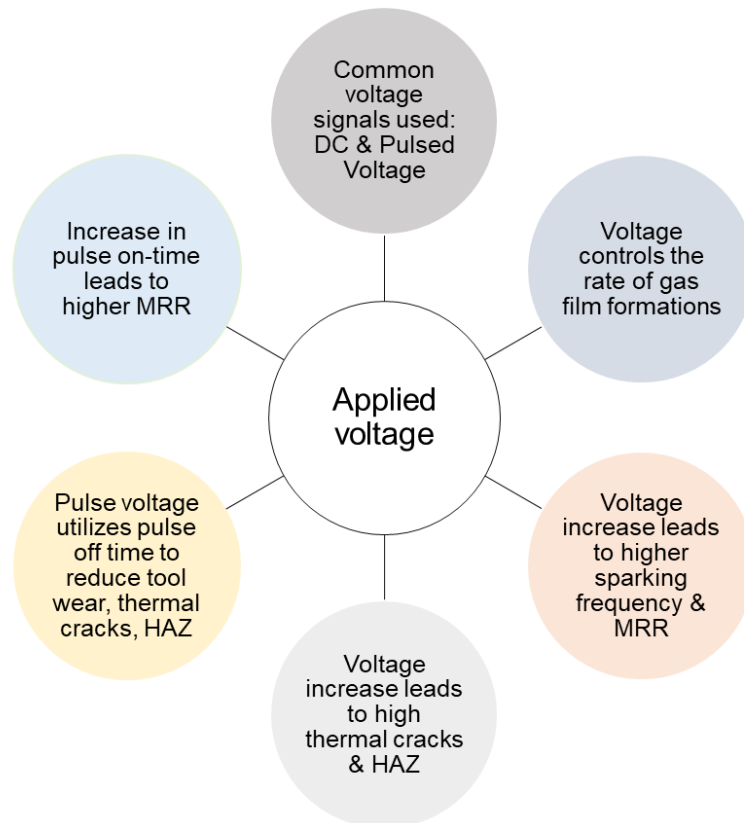 Common
voltage
signals used:
DC & Pulsed
Voltage
Increase in
pulse on-time
leads to
higher MRR
Voltage
controls the
rate of gas
film formations
Applied
voltage
Pulse voltage
utilizes pulse
off time to
reduce tool
wear, thermal
cracks, HAZ
Voltage
increase leads
to higher
sparking
frequency &
MRR
Voltage
increase leads
to high
thermal cracks
& HAZ